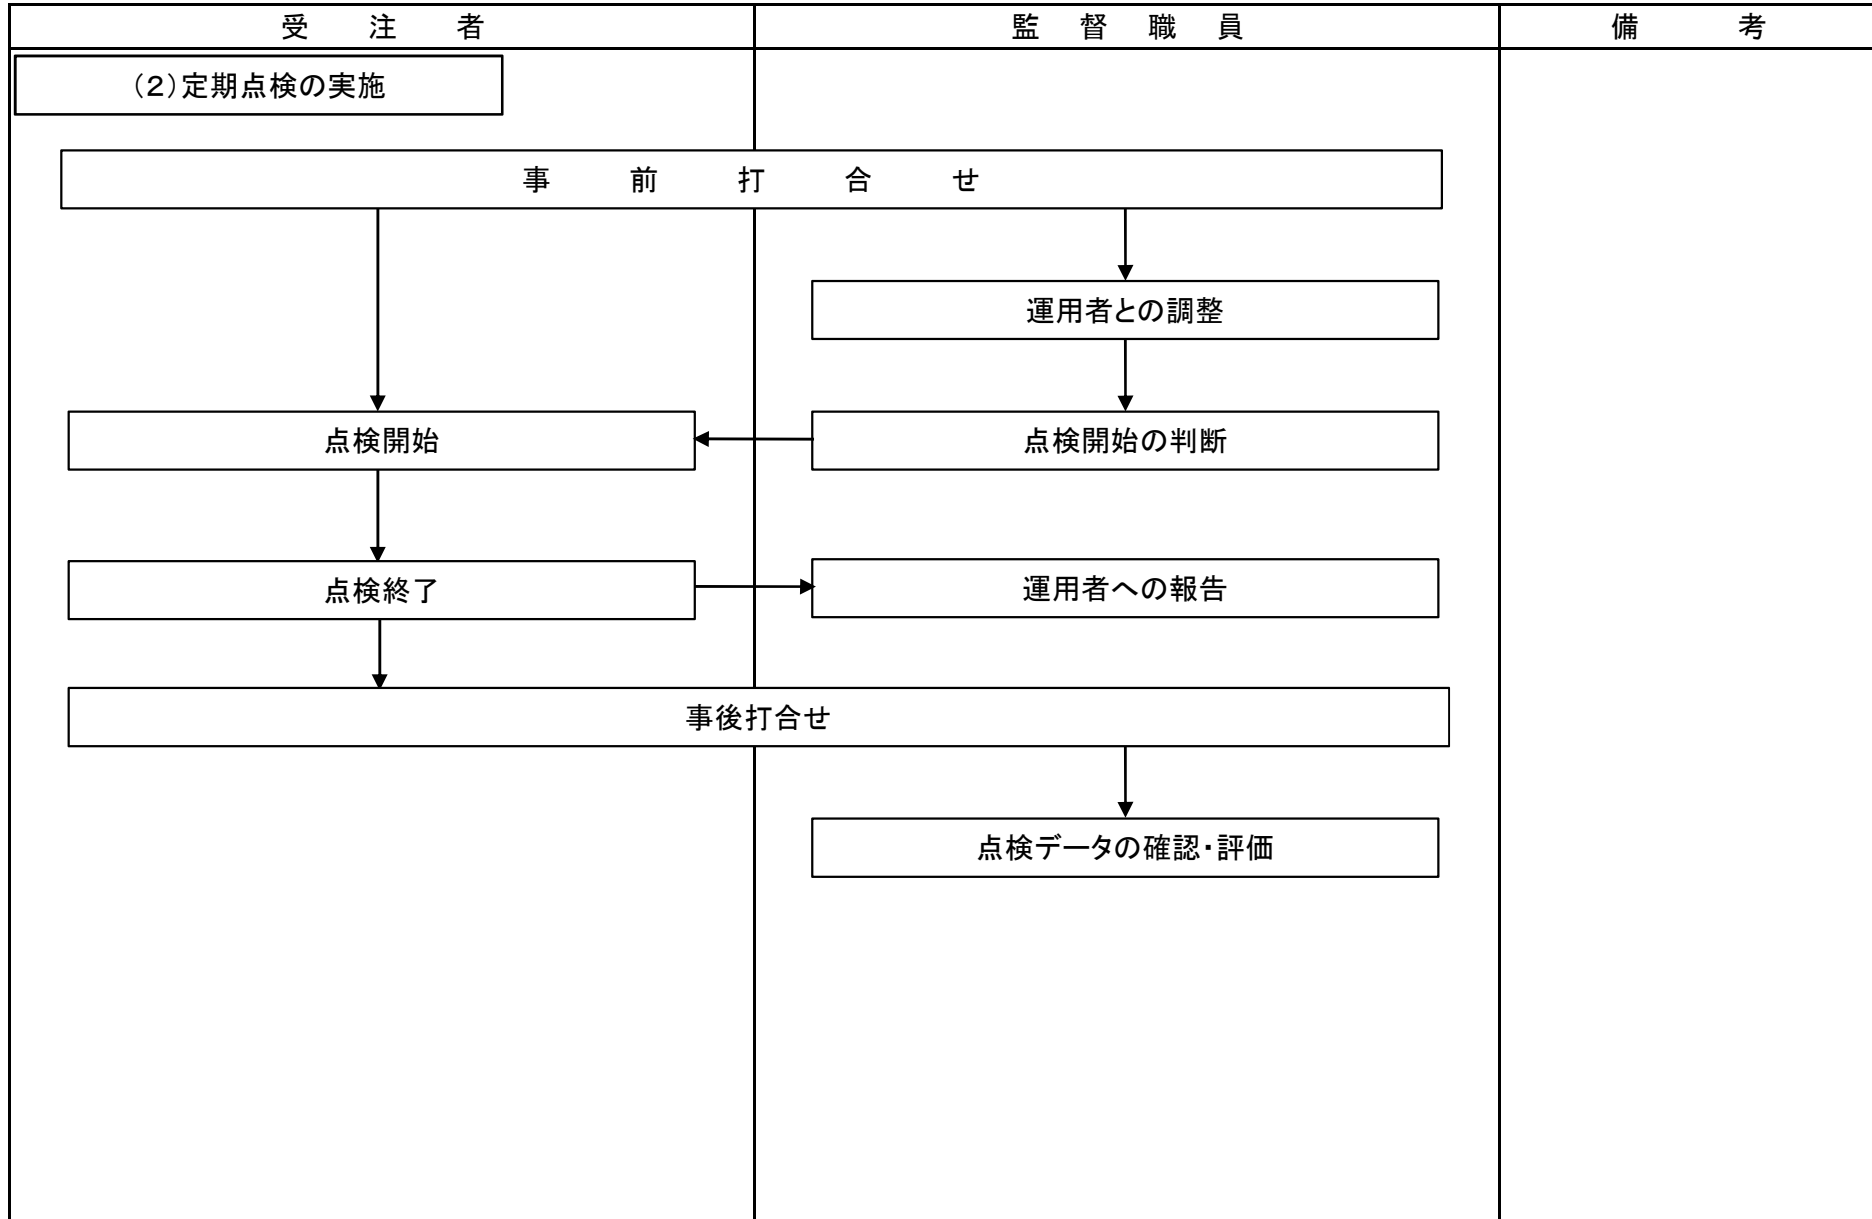 受　注　者　監　督　職　員　備　考
（２）定期点検の実施
事　前　打　合　せ
運用者との調整
点検開始　点検開始の判断
点検終了　運用者への報告
事後打合せ
点検データの確認・評価